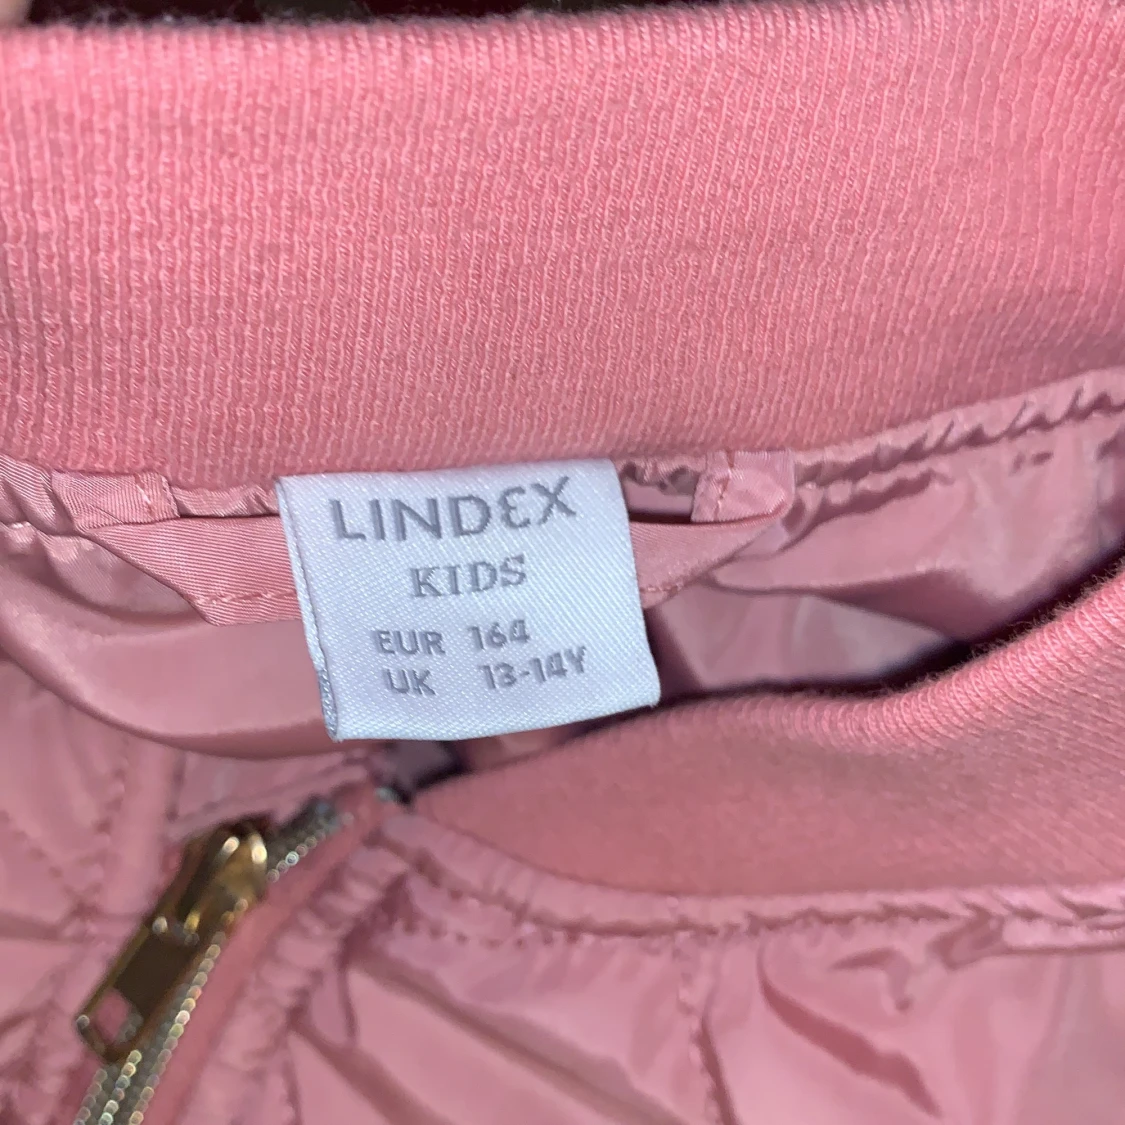 LINDEX
KIDS
EUR 164
UK 13-14Y